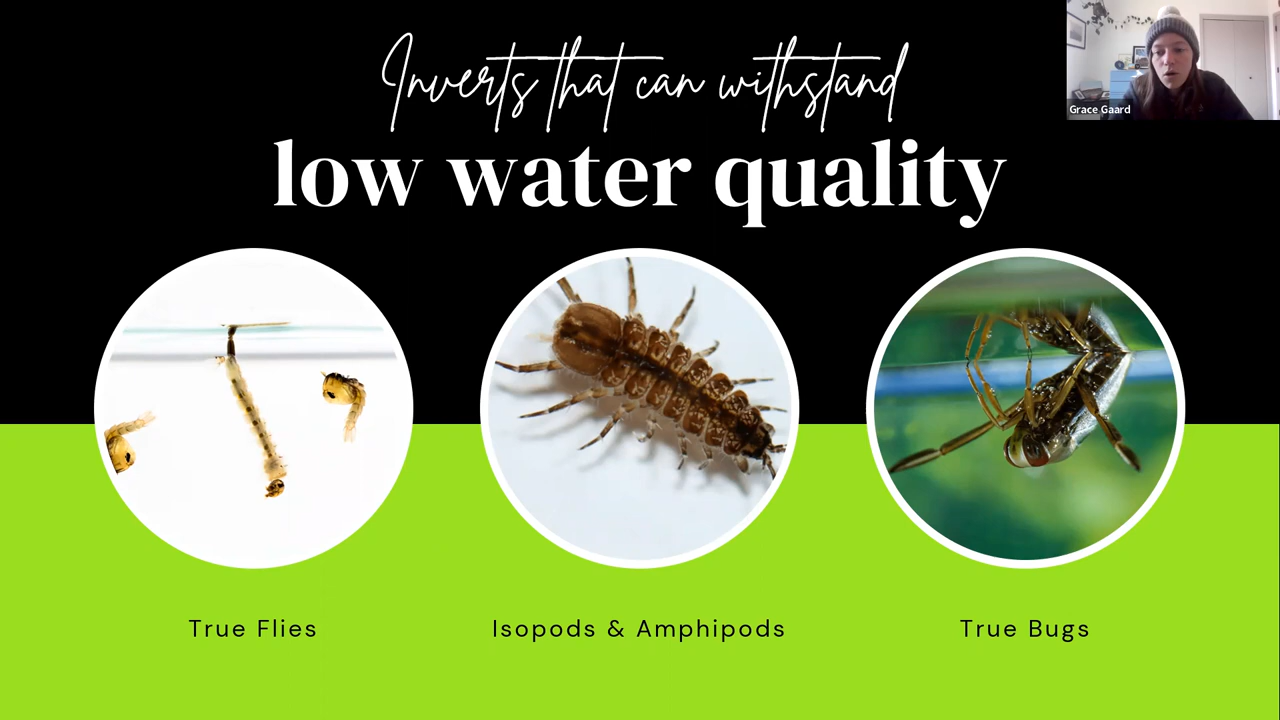 Inverts that can withstand
low water quality
Grace Gaard
True Flies
Isopods & Amphipods
True Bugs